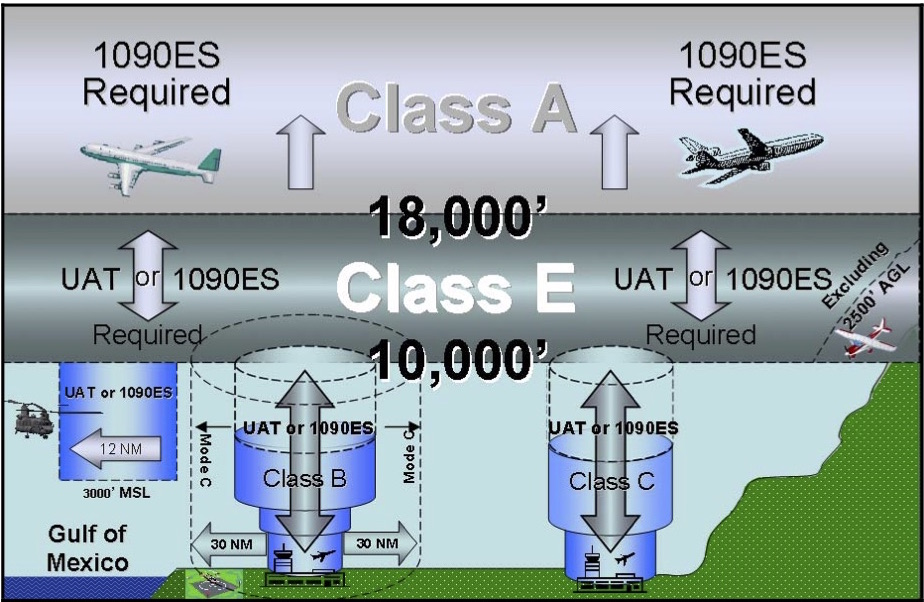 1090ES
Required
Class A
1090ES
Required
18,000'
UAT or 1090ES
Required
Class E
UAT or 1090ES
Required
Excluding
2500' AGL
10,000'
UAT or 1090ES
12 NM
3000' MSL
Gulf of
Mexico
Mode C
UAT or 1090ES
Mode C
Class B
30 NM
30 NM
UAT or 1090ES
Class C